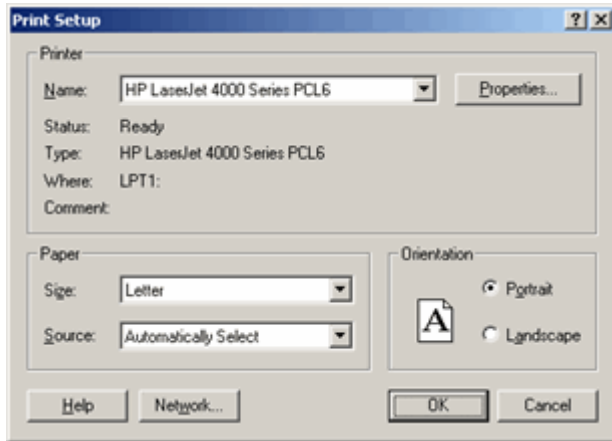 Print Setup
Printer
Name: HP LaserJet 4000 Series PCL6 Properties...
Status: Ready
Type: HP LaserJet 4000 Series PCL6
Where: LPT1:
Comment:
Paper
Size: Letter
Source: Automatically Select
Orientation
A
Portrait
Landscape
Help Network... OK Cancel